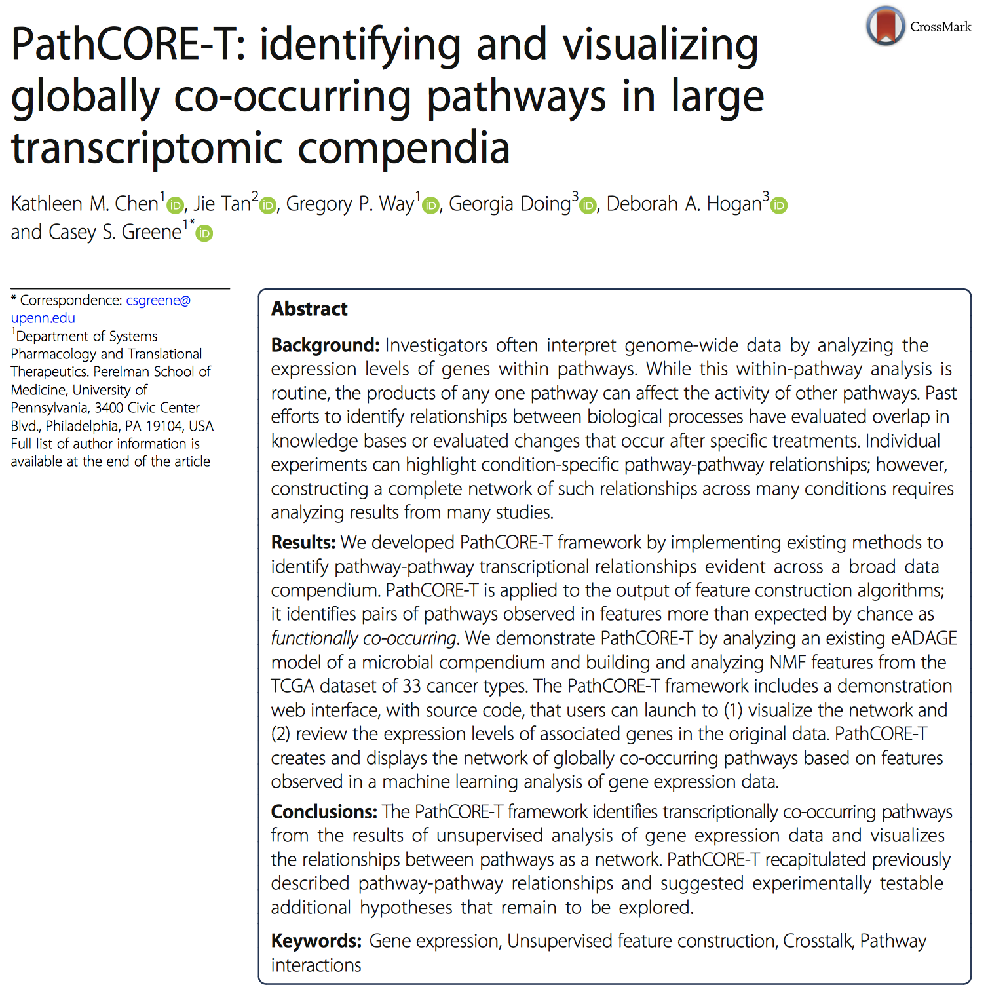 CrossMark
PathCORE-T: identifying and visualizing
globally co-occurring pathways in large
transcriptomic compendia
Kathleen M. Chen1 iD, Jie Tan2 iD, Gregory P. Way1 iD, Georgia Doing3 iD, Deborah A. Hogan3 iD
and Casey S. Greene1* iD
* Correspondence: csgreene@
upenn.edu
1Department of Systems
Pharmacology and Translational
Therapeutics. Perelman School of
Medicine, University of
Pennsylvania, 3400 Civic Center
Blvd., Philadelphia, PA 19104, USA
Full list of author information is
available at the end of the article
Abstract
Background: Investigators often interpret genome-wide data by analyzing the
expression levels of genes within pathways. While this within-pathway analysis is
routine, the products of any one pathway can affect the activity of other pathways. Past
efforts to identify relationships between biological processes have evaluated overlap in
knowledge bases or evaluated changes that occur after specific treatments. Individual
experiments can highlight condition-specific pathway-pathway relationships; however,
constructing a complete network of such relationships across many conditions requires
analyzing results from many studies.
Results: We developed PathCORE-T framework by implementing existing methods to
identify pathway-pathway transcriptional relationships evident across a broad data
compendium. PathCORE-T is applied to the output of feature construction algorithms;
it identifies pairs of pathways observed in features more than expected by chance as
functionally co-occurring. We demonstrate PathCORE-T by analyzing an existing eADAGE
model of a microbial compendium and building and analyzing NMF features from the
TCGA dataset of 33 cancer types. The PathCORE-T framework includes a demonstration
web interface, with source code, that users can launch to (1) visualize the network and
(2) review the expression levels of associated genes in the original data. PathCORE-T
creates and displays the network of globally co-occurring pathways based on features
observed in a machine learning analysis of gene expression data.
Conclusions: The PathCORE-T framework identifies transcriptionally co-occurring pathways
from the results of unsupervised analysis of gene expression data and visualizes
the relationships between pathways as a network. PathCORE-T recapitulated previously
described pathway-pathway relationships and suggested experimentally testable
additional hypotheses that remain to be explored.
Keywords: Gene expression, Unsupervised feature construction, Crosstalk, Pathway
interactions